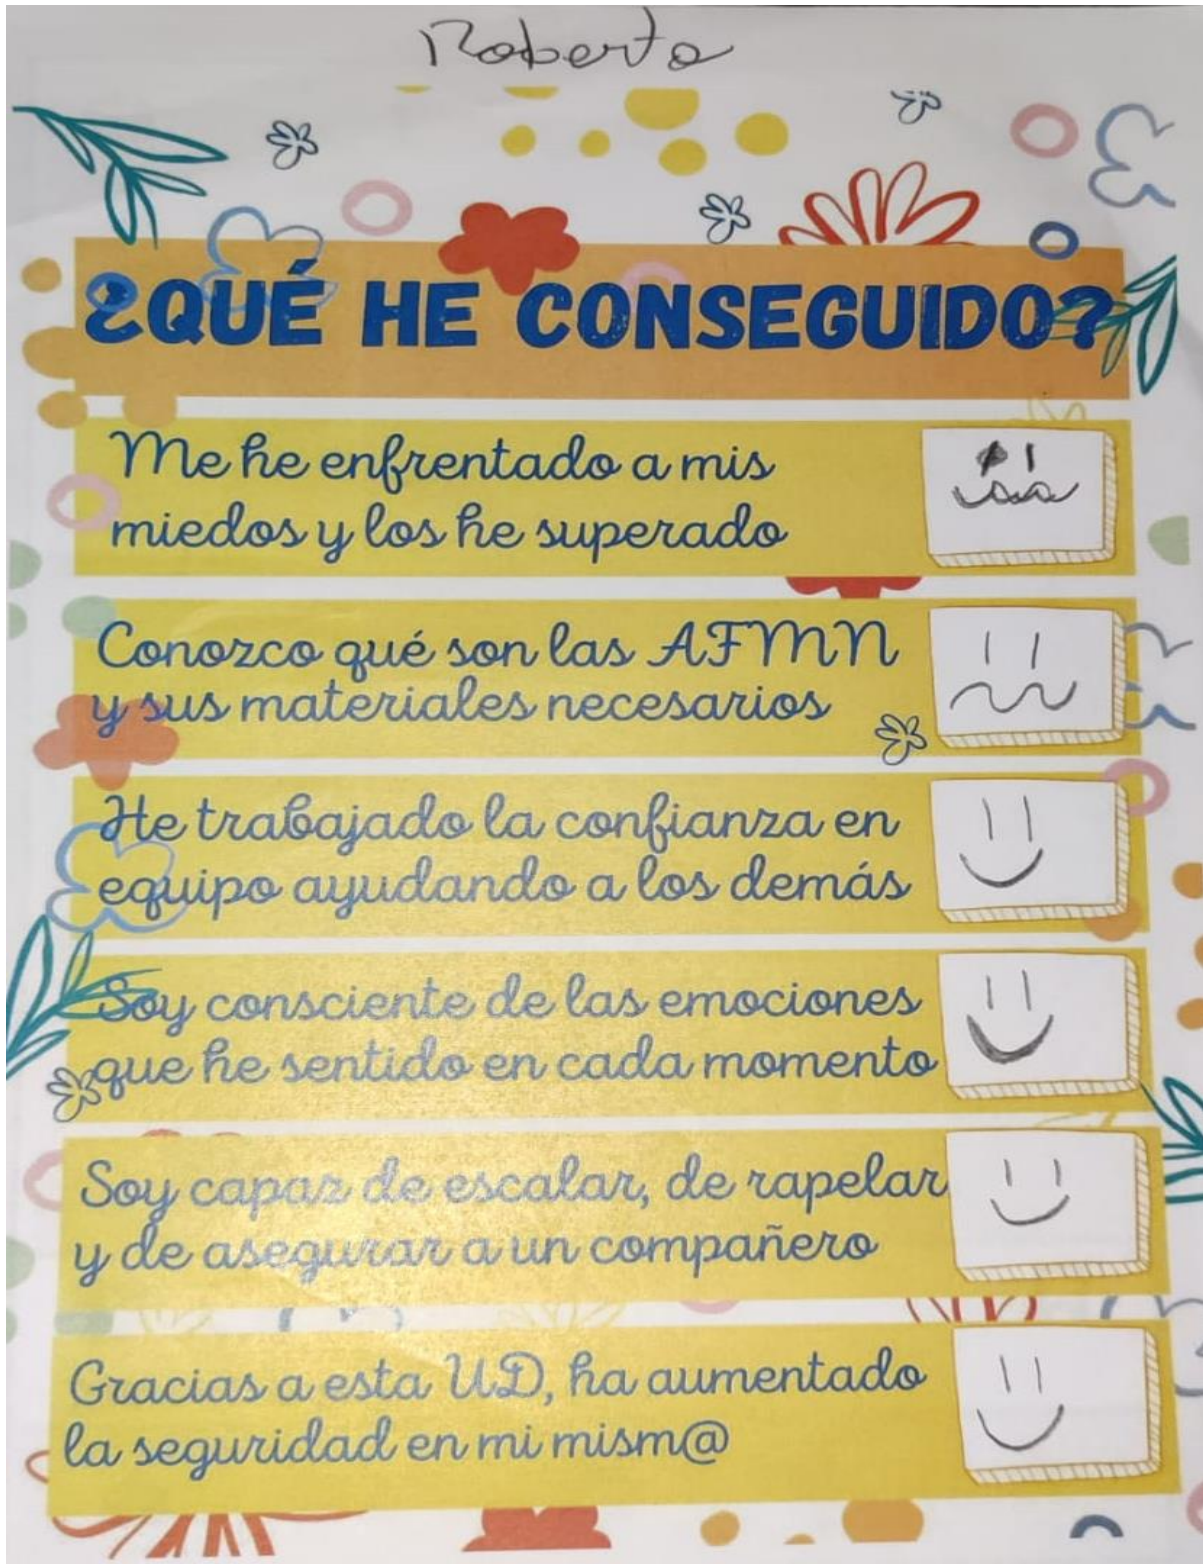 Roberto
¿QUÉ HE CONSEGUIDO?
Me he enfrentado a mis
miedos y los he superado
Conozco qué son las AFMN
y sus materiales necesarios
He trabajado la confianza en
equipo ayudando a los demás
Soy consciente de las emociones
que he sentido en cada momento
Soy capaz de escalar, de rapelar
y de asegurar a un compañero
Gracias a esta UD, ha aumentado
la seguridad en mi mism@